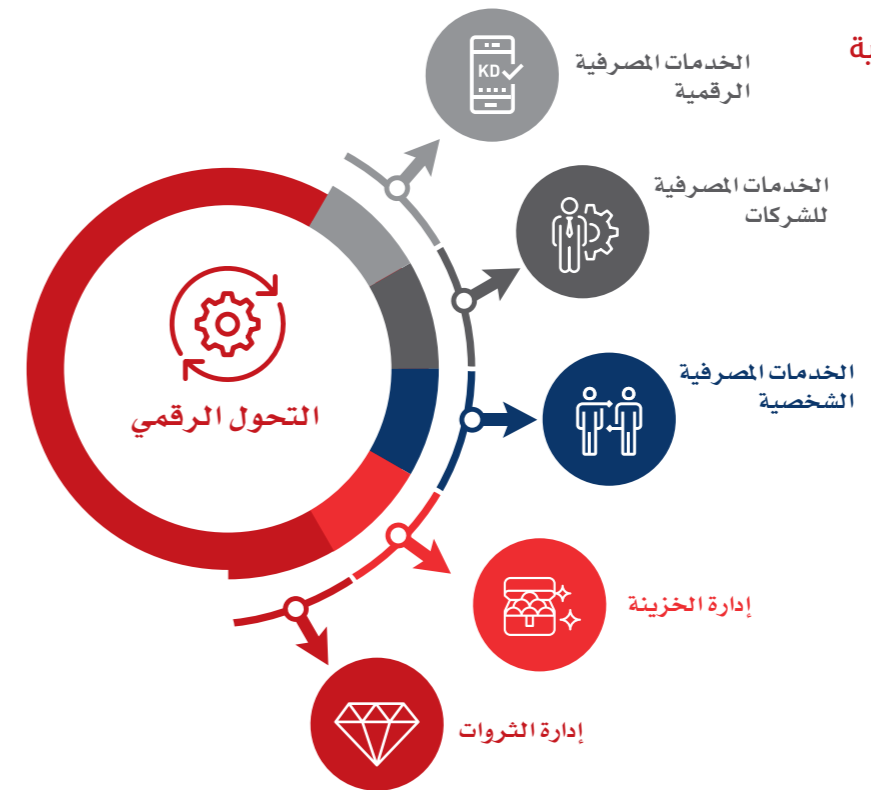 الخدمات المصرفية
الرقمية
KD
الخدمات المصرفية
للشركات
الخدمات المصرفية
الشخصية
التحول الرقمي
إدارة الخزينة
إدارة الثروات